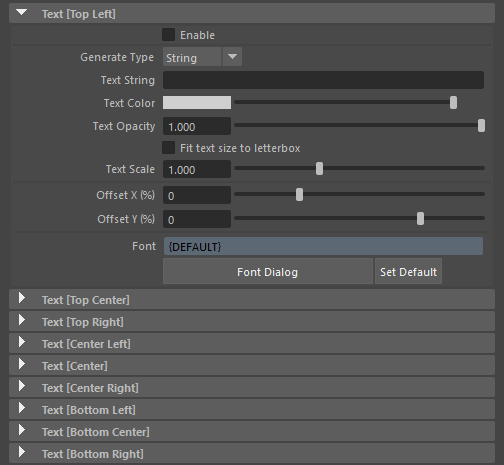 Text [Top Left]
Enable
Generate Type String
Text String
Text Color
Text Opacity 1.000
Fit text size to letterbox
Text Scale 1.000
Offset X (%) 0
Offset Y (%) 0
Font {DEFAULT}
Font Dialog Set Default
Text [Top Center]
Text [Top Right]
Text [Center Left]
Text [Center]
Text [Center Right]
Text [Bottom Left]
Text [Bottom Center]
Text [Bottom Right]